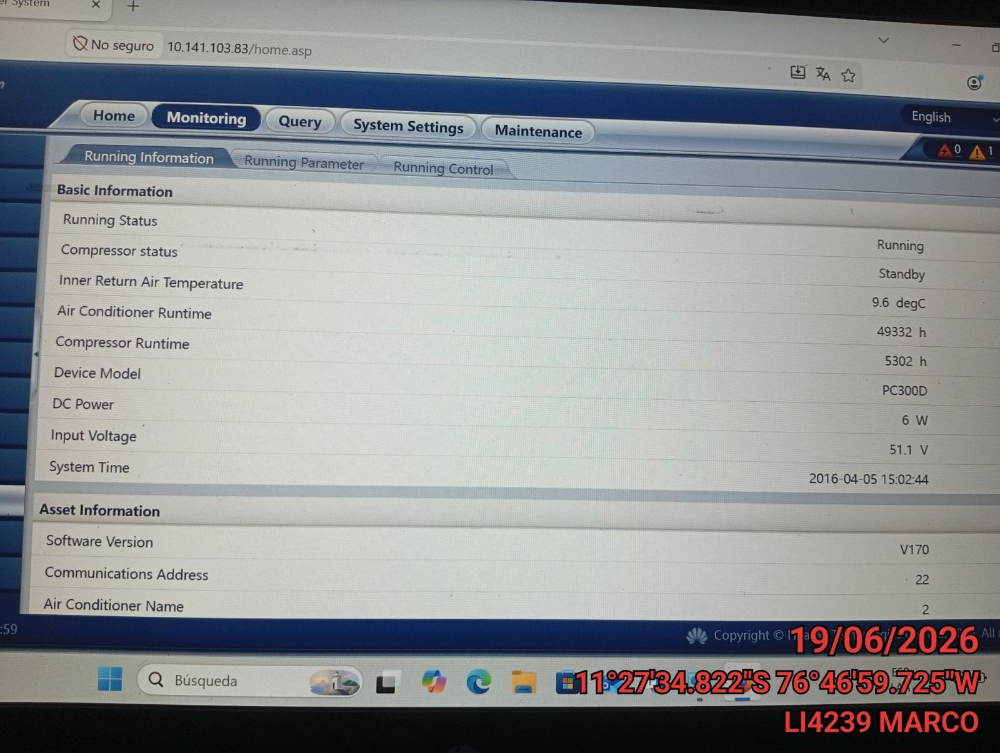 System
No seguro 10.141.103.83/home.asp
Home Monitoring Query System Settings Maintenance English
Running Information Running Parameter Running Control 0 1
Basic Information
Running Status Running
Compressor status Standby
Inner Return Air Temperature 9.6 degC
Air Conditioner Runtime 49332 h
Compressor Runtime 5302 h
Device Model PC300D
DC Power 6 W
Input Voltage 51.1 V
System Time 2016-04-05 15:02:44
Asset Information
Software Version V170
Communications Address 22
Air Conditioner Name 2
:59 Copyright © All
19/06/2026
Búsqueda
11°27'34.822"S 76°46'59.725"W
LI4239 MARCO